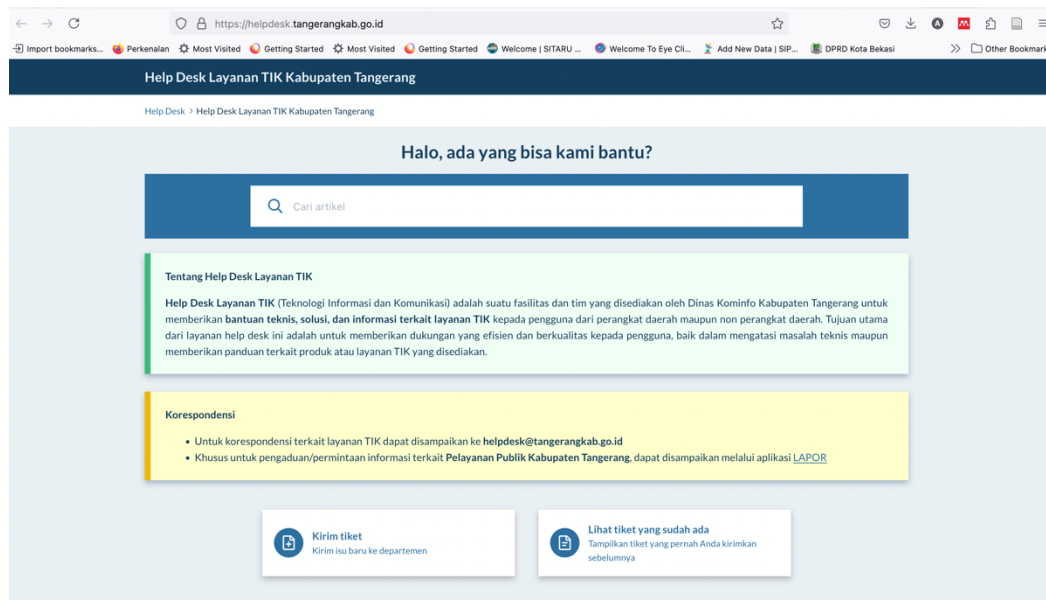 https://helpdesk.tangerangkab.go.id
Import bookmarks... Perkenalan Most Visited Getting Started Most Visited Getting Started Welcome | SITARU ... Welcome To Eye Cli... Add New Data | SIP... DPRD Kota Bekasi Other Bookmark
Help Desk Layanan TIK Kabupaten Tangerang
Help Desk > Help Desk Layanan TIK Kabupaten Tangerang
Halo, ada yang bisa kami bantu?
Cari artikel
Tentang Help Desk Layanan TIK
Help Desk Layanan TIK (Teknologi Informasi dan Komunikasi) adalah suatu fasilitas dan tim yang disediakan oleh Dinas Kominfo Kabupaten Tangerang untuk
memberikan bantuan teknis, solusi, dan informasi terkait layanan TIK kepada pengguna dari perangkat daerah maupun non perangkat daerah. Tujuan utama
dari layanan help desk ini adalah untuk memberikan dukungan yang efisien dan berkualitas kepada pengguna, baik dalam mengatasi masalah teknis maupun
memberikan panduan terkait produk atau layanan TIK yang disediakan.
Korespondensi
• Untuk korespondensi terkait layanan TIK dapat disampaikan ke helpdesk@tangerangkab.go.id
• Khusus untuk pengaduan/permintaan informasi terkait Pelayanan Publik Kabupaten Tangerang, dapat disampaikan melalui aplikasi LAPOR
Kirim tiket
Kirim isu baru ke departemen
Lihat tiket yang sudah ada
Tampilkan tiket yang pernah Anda kirimkan
sebelumnya